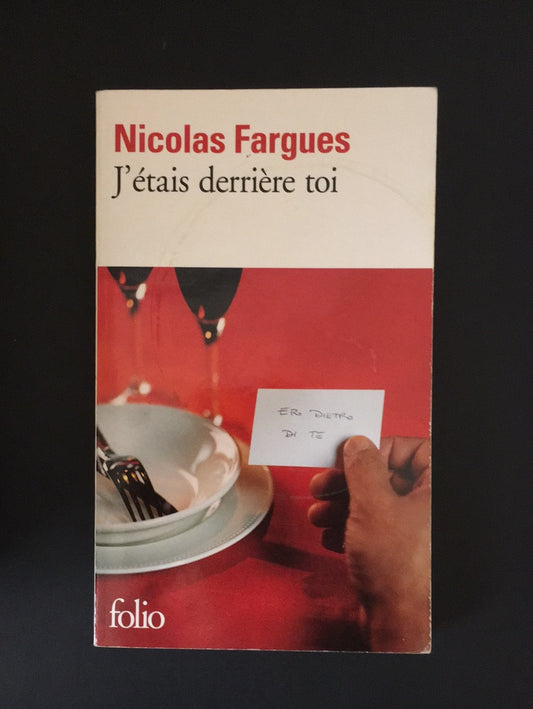 Nicolas Fargues
J'étais derrière toi
ERO DIETRO
DI TE
folio